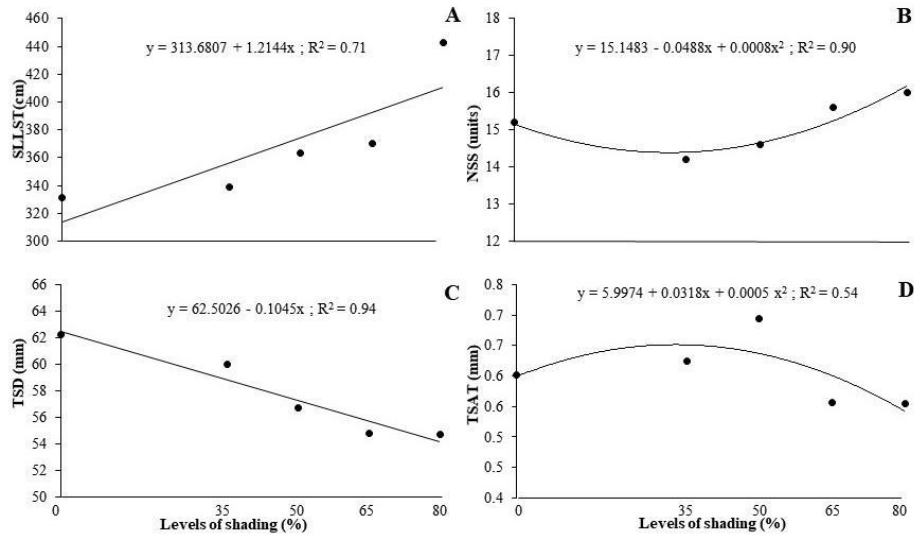 A
460
440
420
400
380
360
340
320
300
SLLST(cm)
y = 313.6807 + 1.2144x ; R² = 0.71
B
18
17
16
15
14
13
12
NSS (units)
y = 15.1483 - 0.0488x + 0.0008x² ; R² = 0.90
C
66
64
62
60
58
56
54
52
50
TSD (mm)
y = 62.5026 - 0.1045x ; R² = 0.94
0 35 50 65 80
Levels of shading (%)
D
0.8
0.7
0.7
0.6
0.6
0.5
0.5
0.4
TSAT (mm)
y = 5.9974 + 0.0318x + 0.0005 x² ; R² = 0.54
0 35 50 65 80
Levels of shading (%)